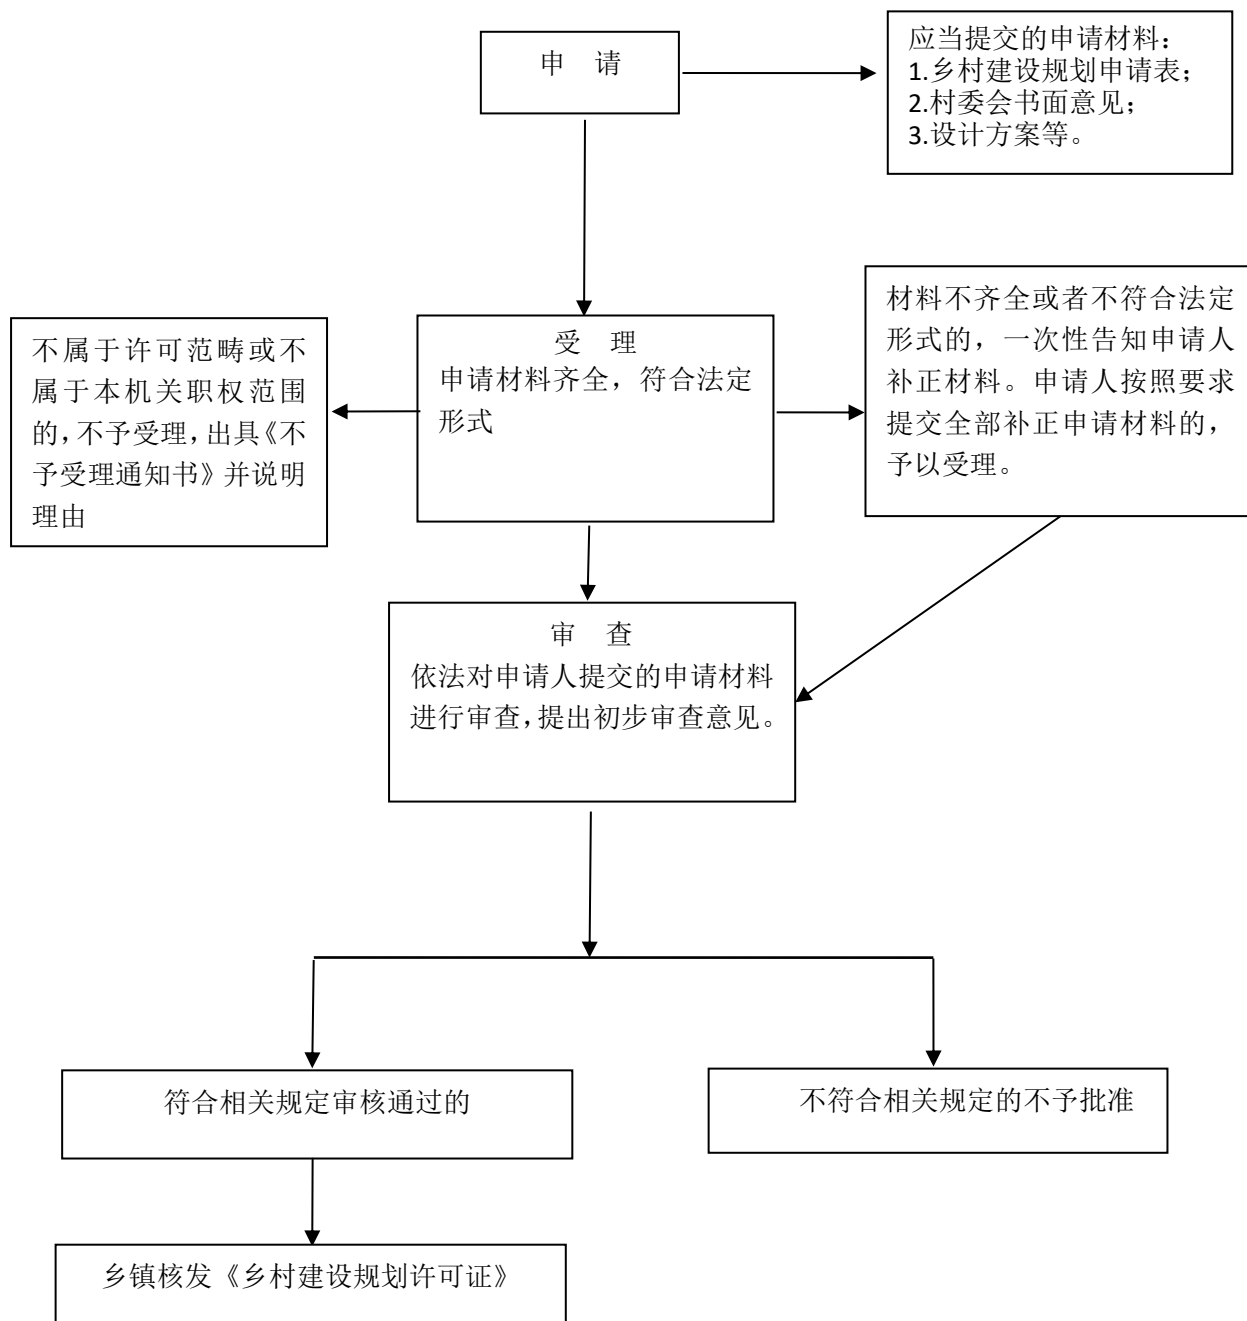 申 请
应当提交的申请材料：
1.乡村建设规划申请表；
2.村委会书面意见；
3.设计方案等。
不属于许可范畴或不
属于本机关职权范围
的，不予受理，出具《不
予受理通知书》并说明
理由
受 理
申请材料齐全，符合法定
形式
材料不齐全或者不符合法定
形式的，一次性告知申请人
补正材料。申请人按照要求
提交全部补正申请材料的，
予以受理。
审 查
依法对申请人提交的申请材料
进行审查，提出初步审查意见。
符合相关规定审核通过的
不符合相关规定的不予批准
乡镇核发《乡村建设规划许可证》